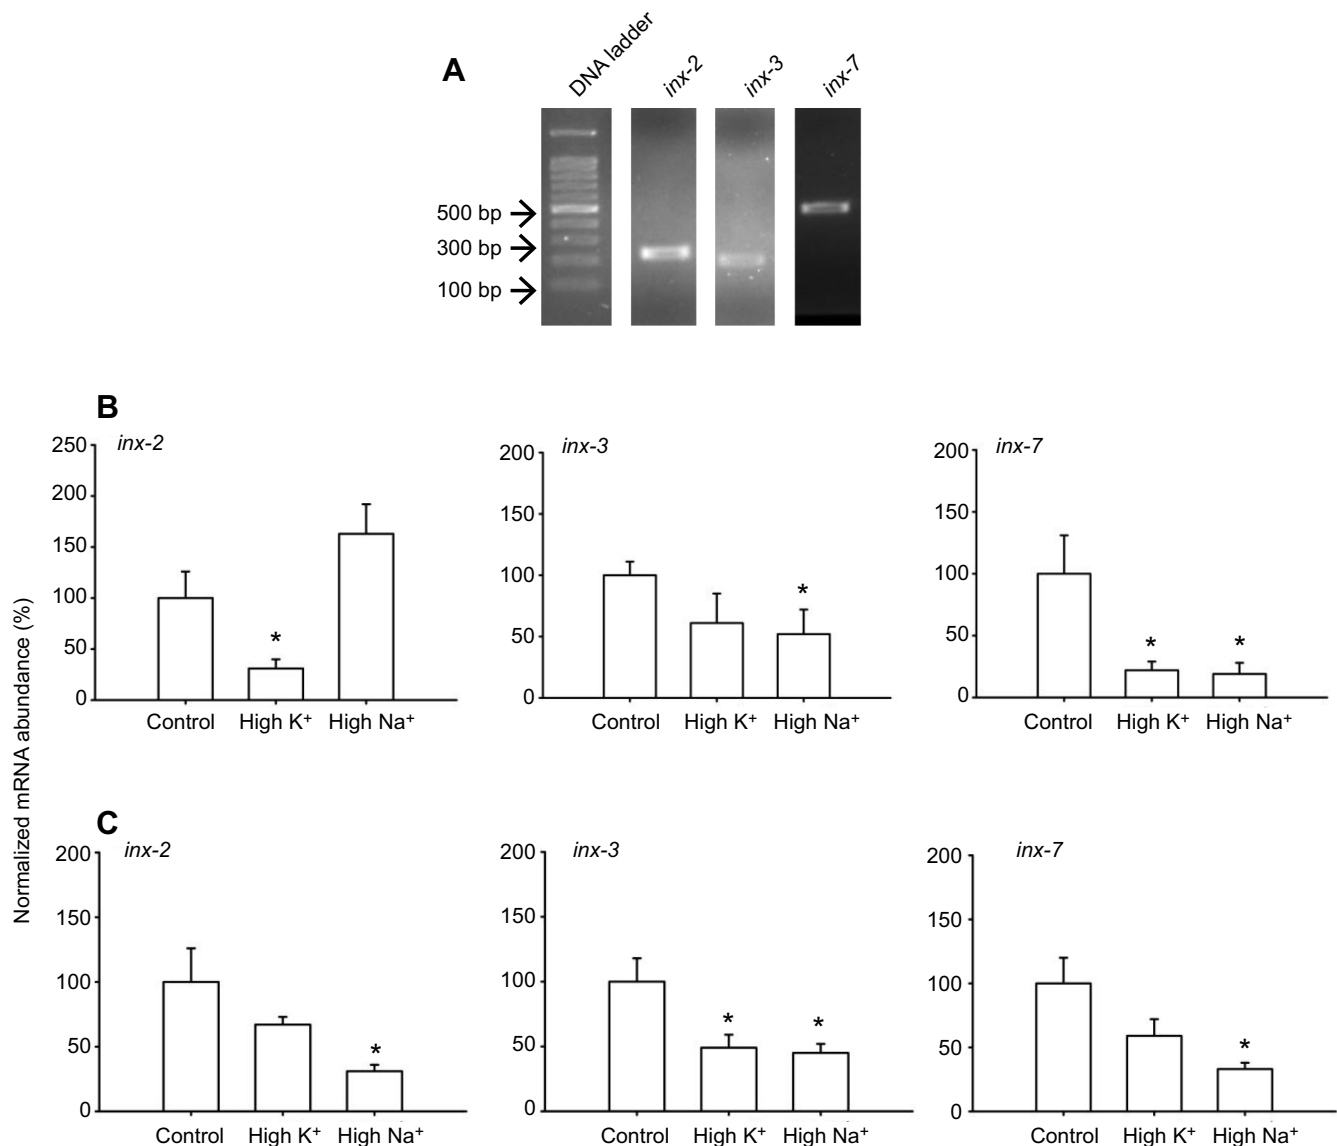 A
DNA ladder
inx-2
inx-3
inx-7
500 bp
300 bp
100 bp
Normalized mRNA abundance (%)
B
inx-2
250
200
150
100
50
0
Control High K⁺ High Na⁺
*
inx-3
200
150
100
50
0
Control High K⁺ High Na⁺
*
inx-7
200
150
100
50
0
Control High K⁺ High Na⁺
* *
C
inx-2
200
150
100
50
0
Control High K⁺ High Na⁺
*
inx-3
200
150
100
50
0
Control High K⁺ High Na⁺
* *
inx-7
200
150
100
50
0
Control High K⁺ High Na⁺
*